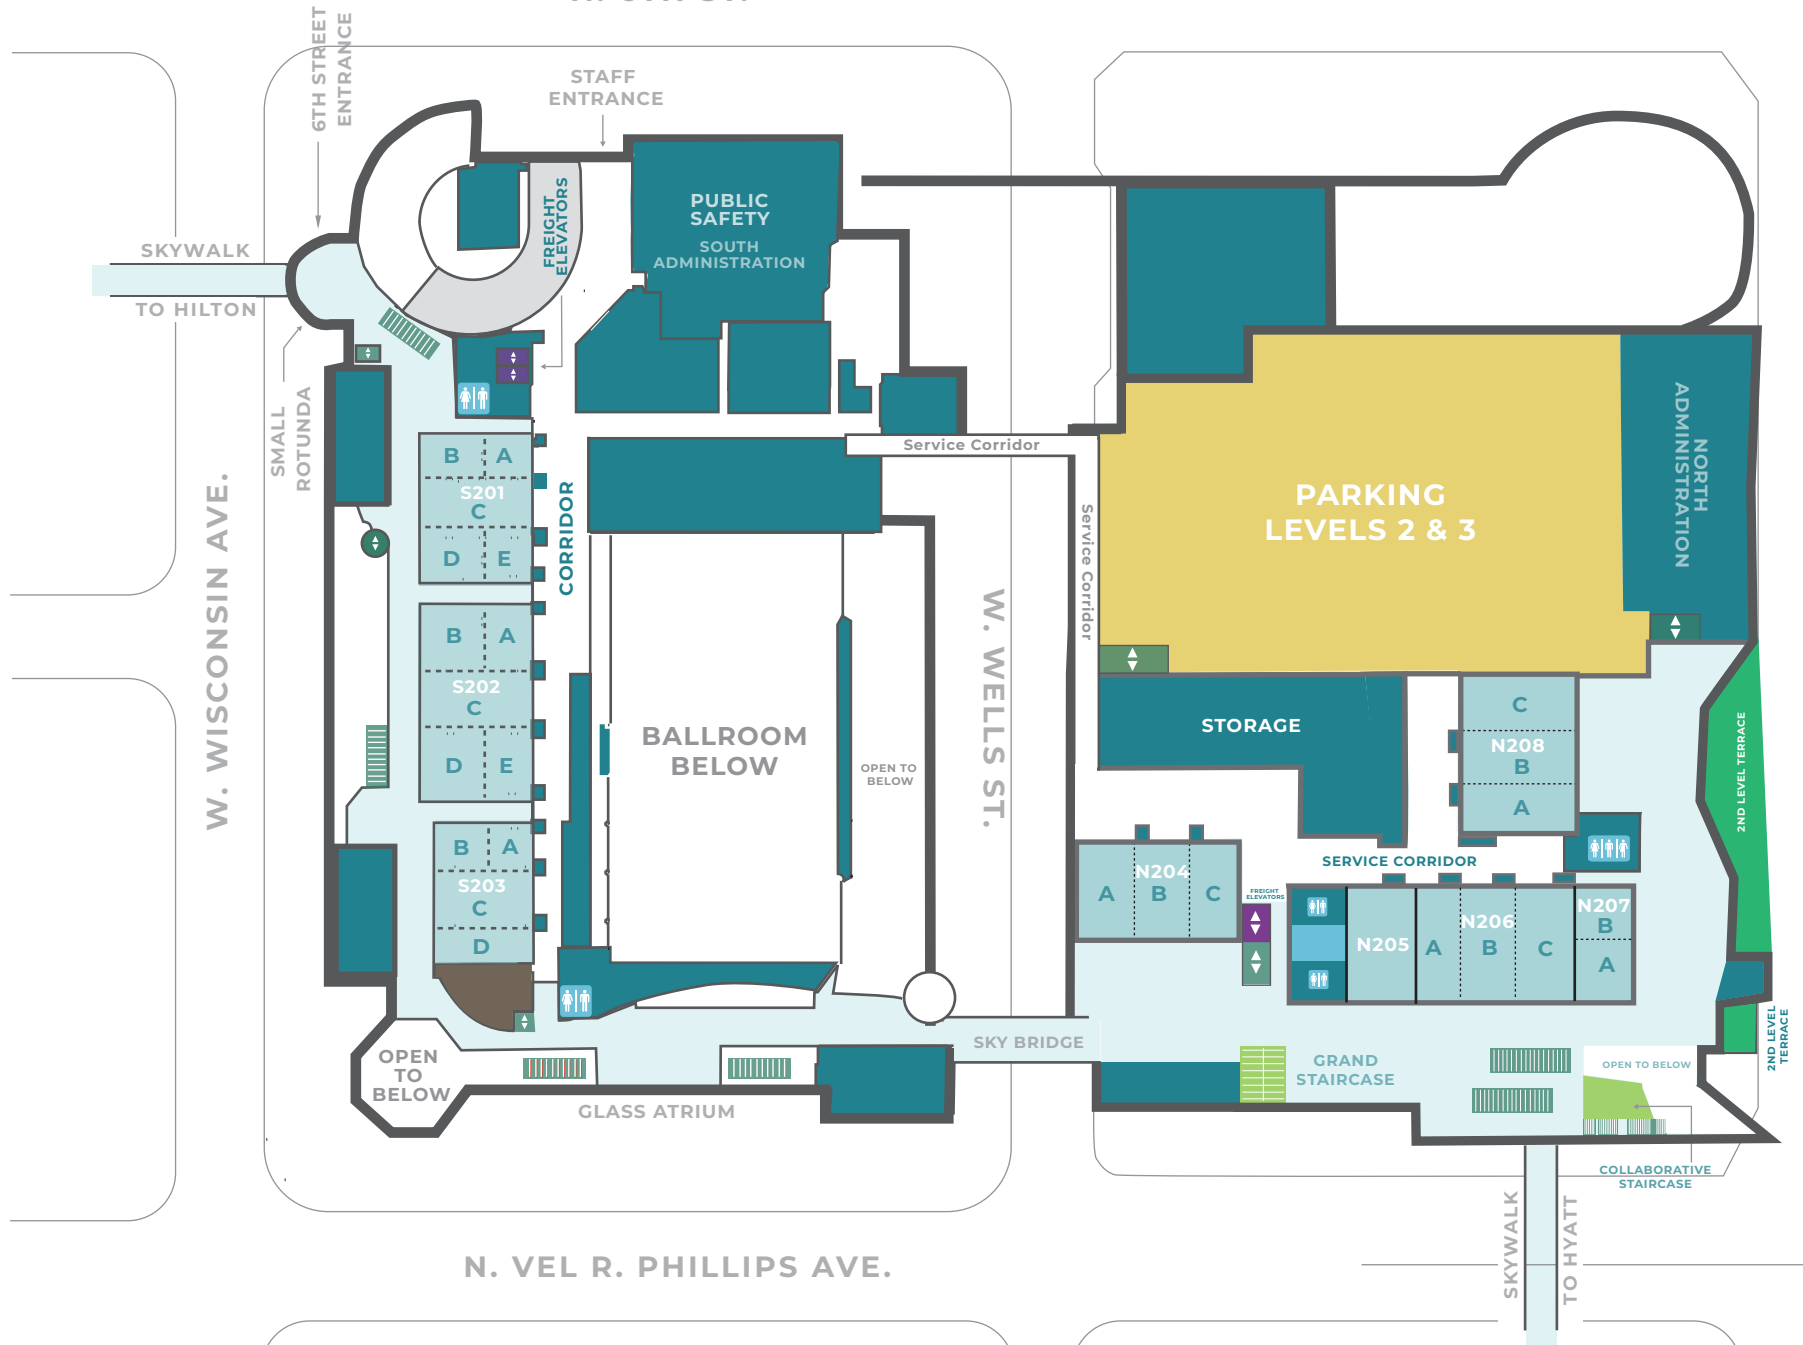 6TH STREET
ENTRANCE
STAFF
ENTRANCE
SKYWALK
TO HILTON
SMALL
ROTUNDA
FREIGHT
ELEVATORS
PUBLIC
SAFETY
SOUTH
ADMINISTRATION
W. WISCONSIN AVE.
B A
S201
C
D E
B A
S202
C
D E
B A
S203
C
D
CORRIDOR
BALLROOM
BELOW
OPEN TO
BELOW
Service Corridor
Service Corridor
W. WELLS ST.
PARKING
LEVELS 2 & 3
NORTH
ADMINISTRATION
STORAGE
C
N208
B
A
2ND LEVEL TERRACE
SERVICE CORRIDOR
N204
A B C
FREIGHT
ELEVATORS
N205
N206
A B C
N207
B
A
OPEN
TO
BELOW
GLASS ATRIUM
SKY BRIDGE
GRAND
STAIRCASE
OPEN TO BELOW
2ND LEVEL
TERRACE
COLLABORATIVE
STAIRCASE
SKYWALK
TO HYATT
N. VEL R. PHILLIPS AVE.